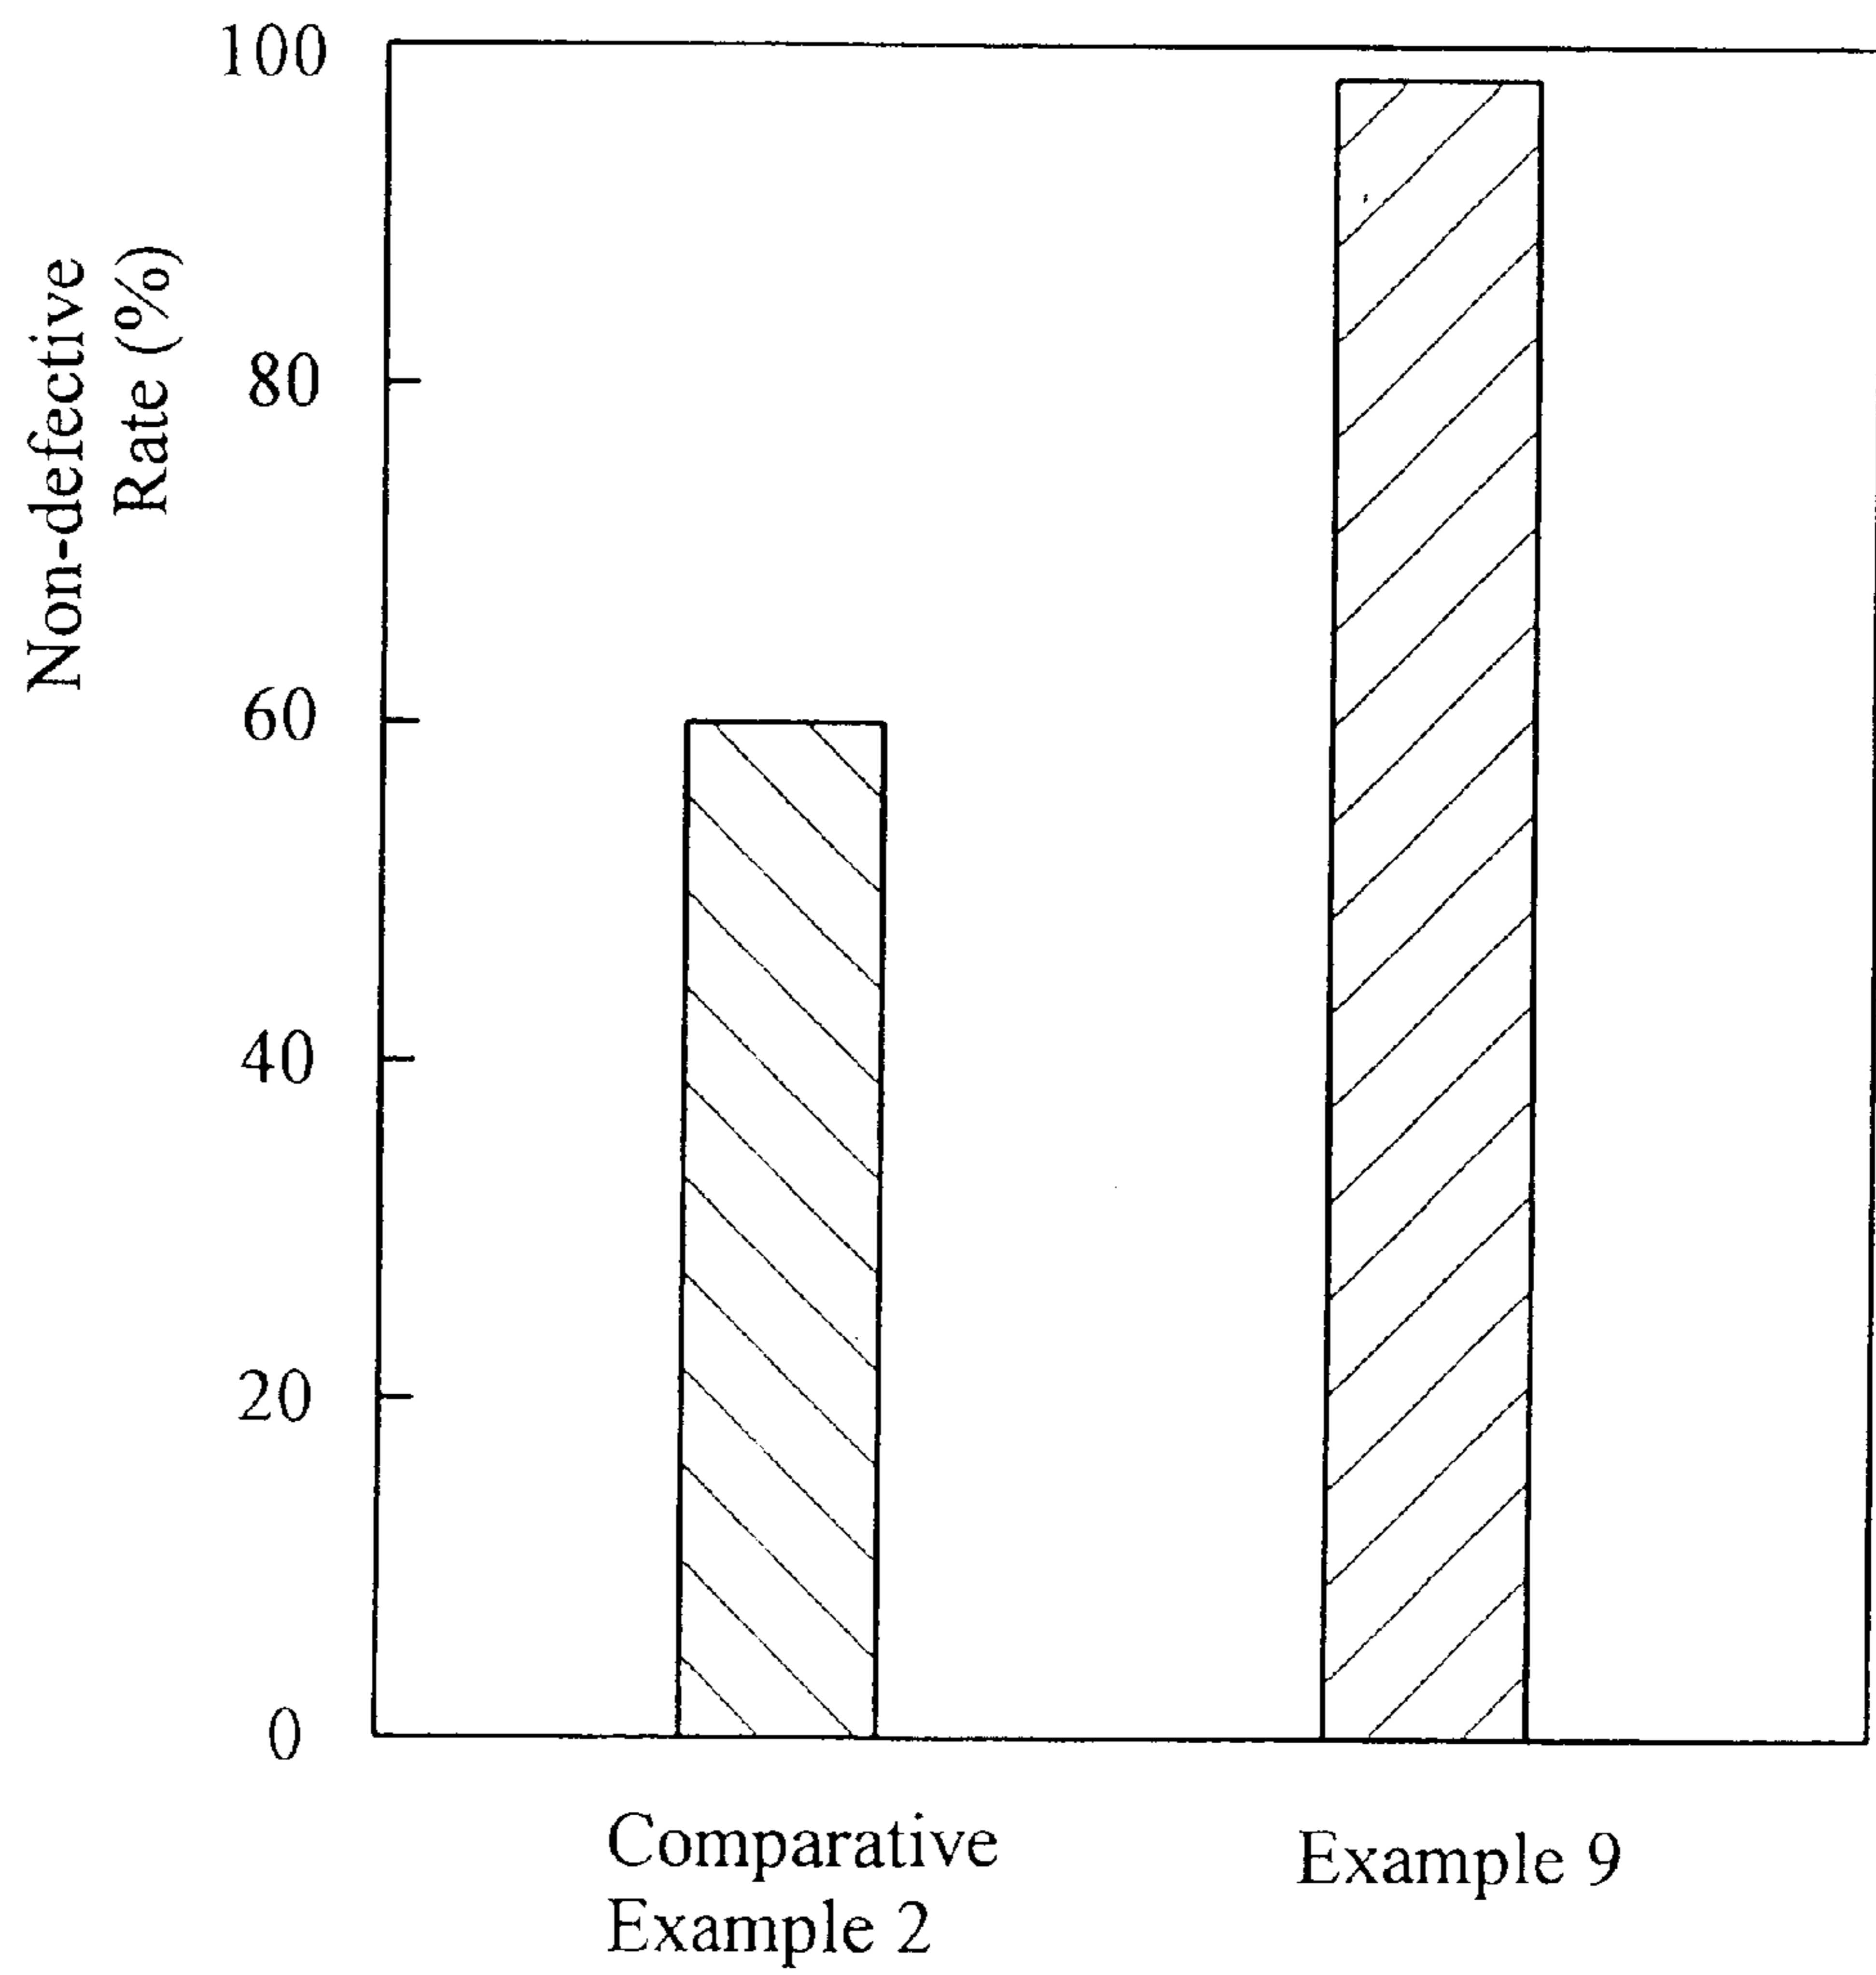 Non-defective
Rate (%)
100
80
60
40
20
0
Comparative
Example 2
Example 9